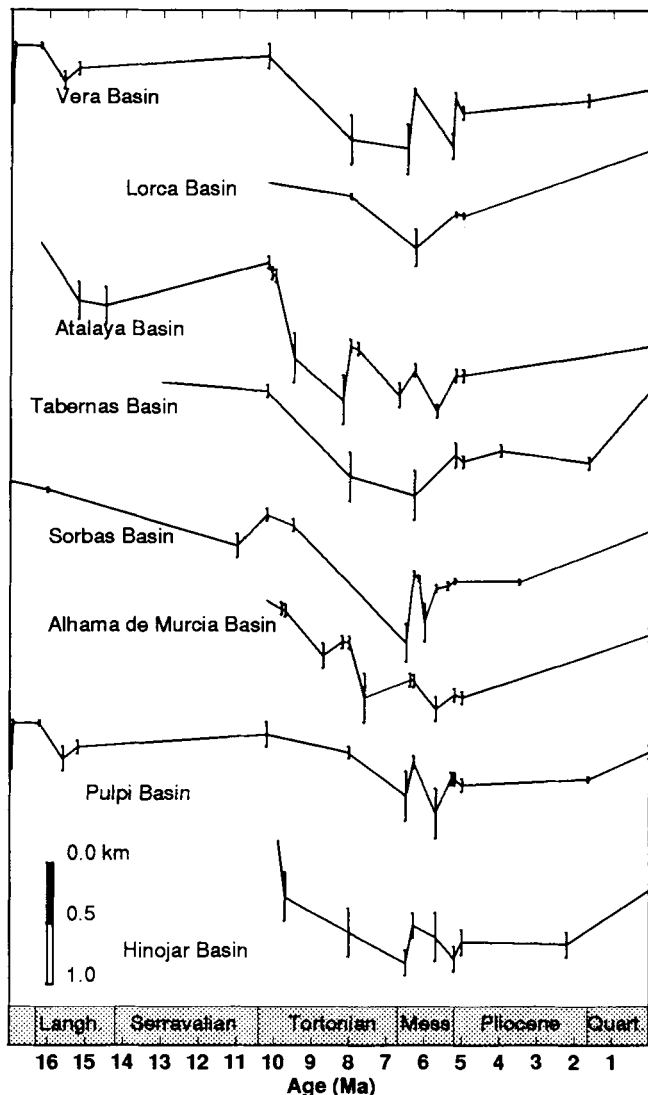 Vera Basin
Lorca Basin
Atalaya Basin
Tabernas Basin
Sorbas Basin
Alhama de Murcia Basin
Pulpi Basin
0.0 km
0.5
Hinojar Basin
1.0
Langh. Serravalian Tortonian Mess Pliocene Quart.
16 15 14 13 12 11 10 9 8 7 6 5 4 3 2 1
Age (Ma)